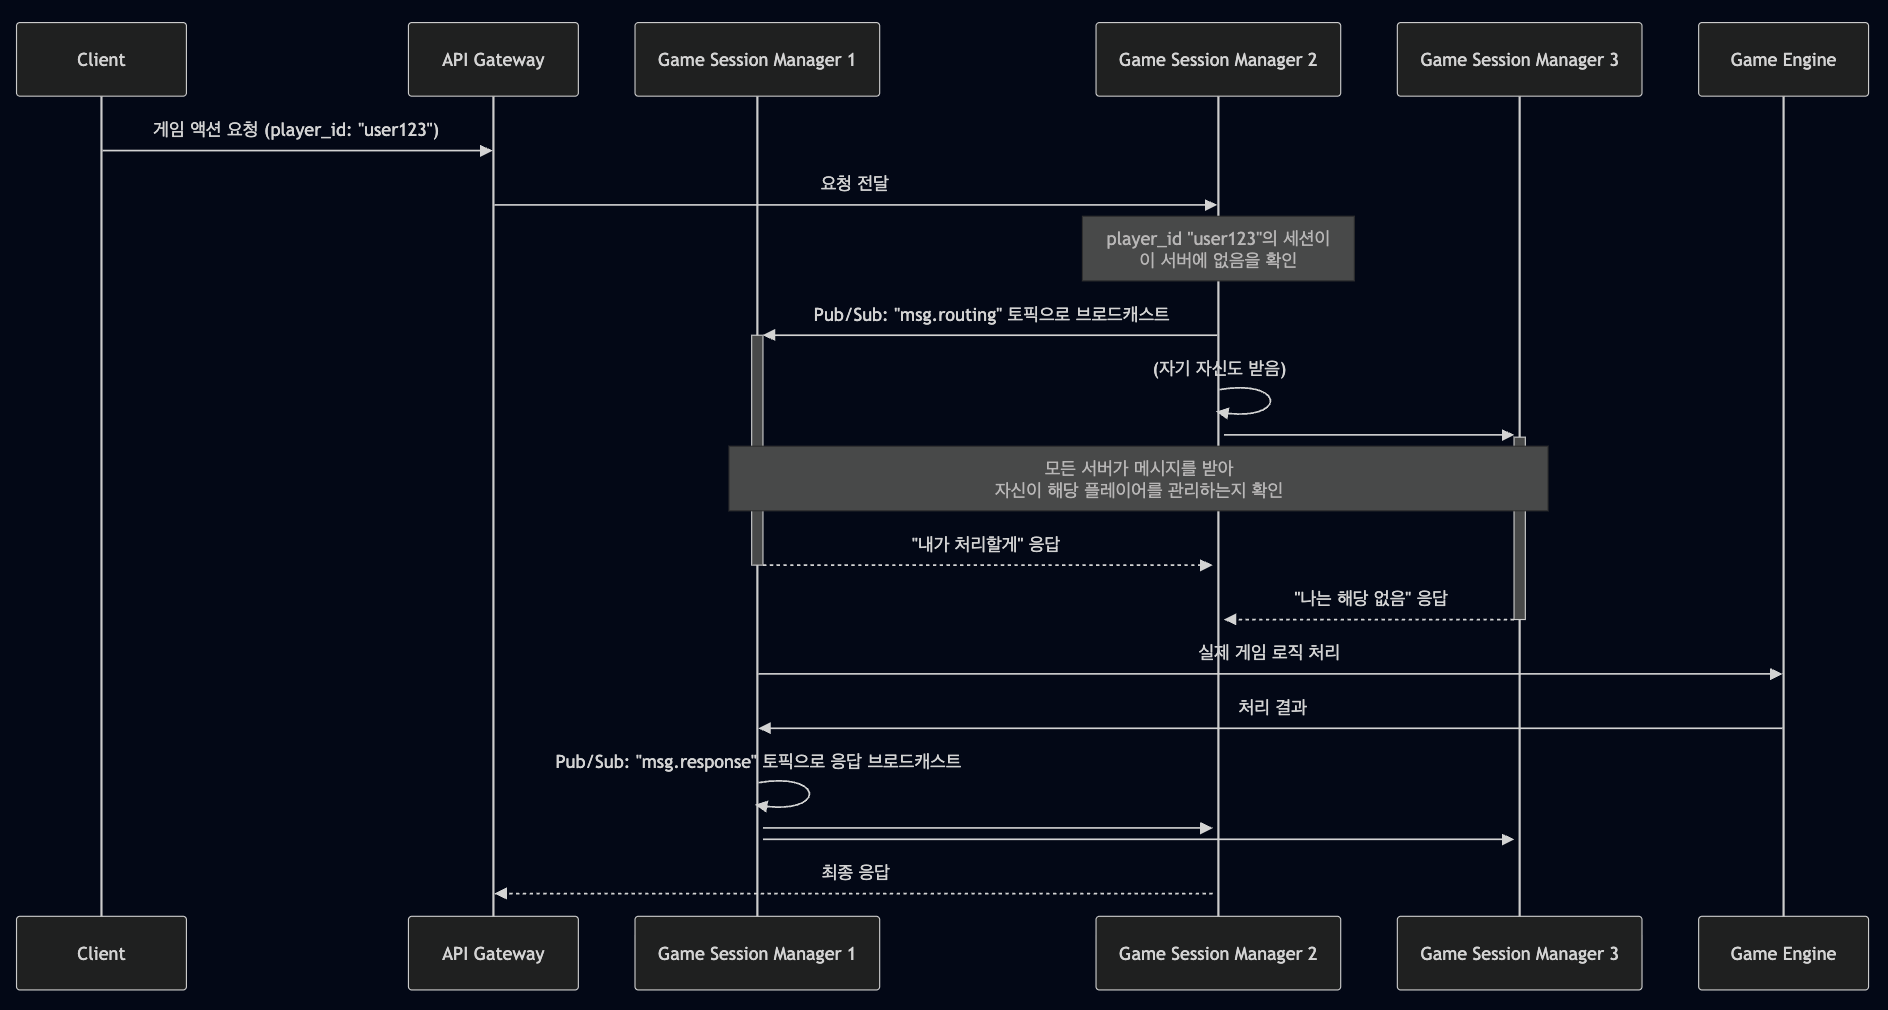 Client
API Gateway
Game Session Manager 1
Game Session Manager 2
Game Session Manager 3
Game Engine
게임 액션 요청 (player_id: "user123")
요청 전달
player_id "user123"의 세션이
이 서버에 없음을 확인
Pub/Sub: "msg.routing" 토픽으로 브로드캐스트
(자기 자신도 받음)
모든 서버가 메시지를 받아
자신이 해당 플레이어를 관리하는지 확인
"내가 처리할게" 응답
"나는 해당 없음" 응답
실제 게임 로직 처리
처리 결과
Pub/Sub: "msg.response" 토픽으로 응답 브로드캐스트
최종 응답
Client
API Gateway
Game Session Manager 1
Game Session Manager 2
Game Session Manager 3
Game Engine